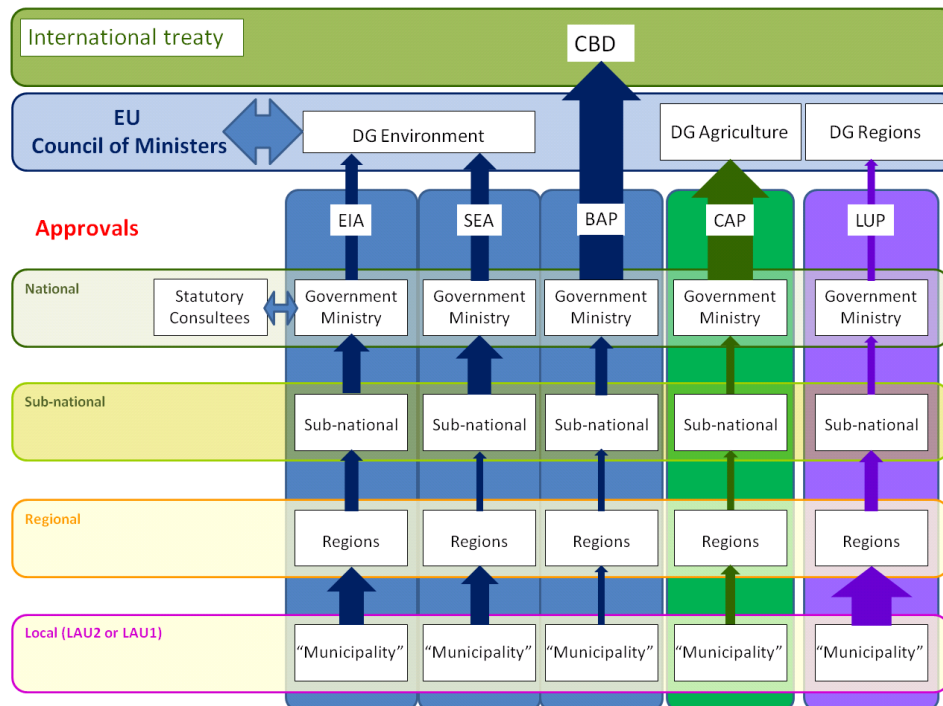 International treaty
CBD
EU
Council of Ministers
DG Environment
DG Agriculture
DG Regions
Approvals
EIA
SEA
BAP
CAP
LUP
National
Statutory
Consultees
Government
Ministry
Government
Ministry
Government
Ministry
Government
Ministry
Government
Ministry
Sub-national
Sub-national
Sub-national
Sub-national
Sub-national
Sub-national
Regional
Regions
Regions
Regions
Regions
Regions
Local (LAU2 or LAU1)
“Municipality”
“Municipality”
“Municipality”
“Municipality”
“Municipality”